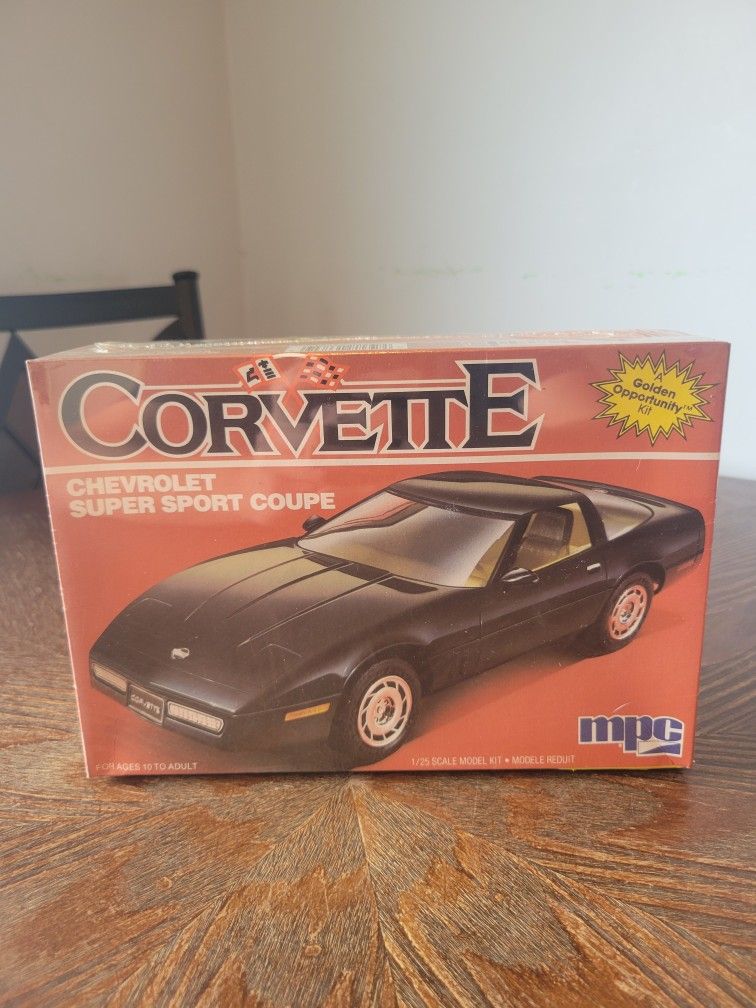 CORVETTE
A
Golden
Opportunity™
Kit
CHEVROLET
SUPER SPORT COUPE
CORVETTE
mpc
FOR AGES 10 TO ADULT
1/25 SCALE MODEL KIT • MODELE REDUIT